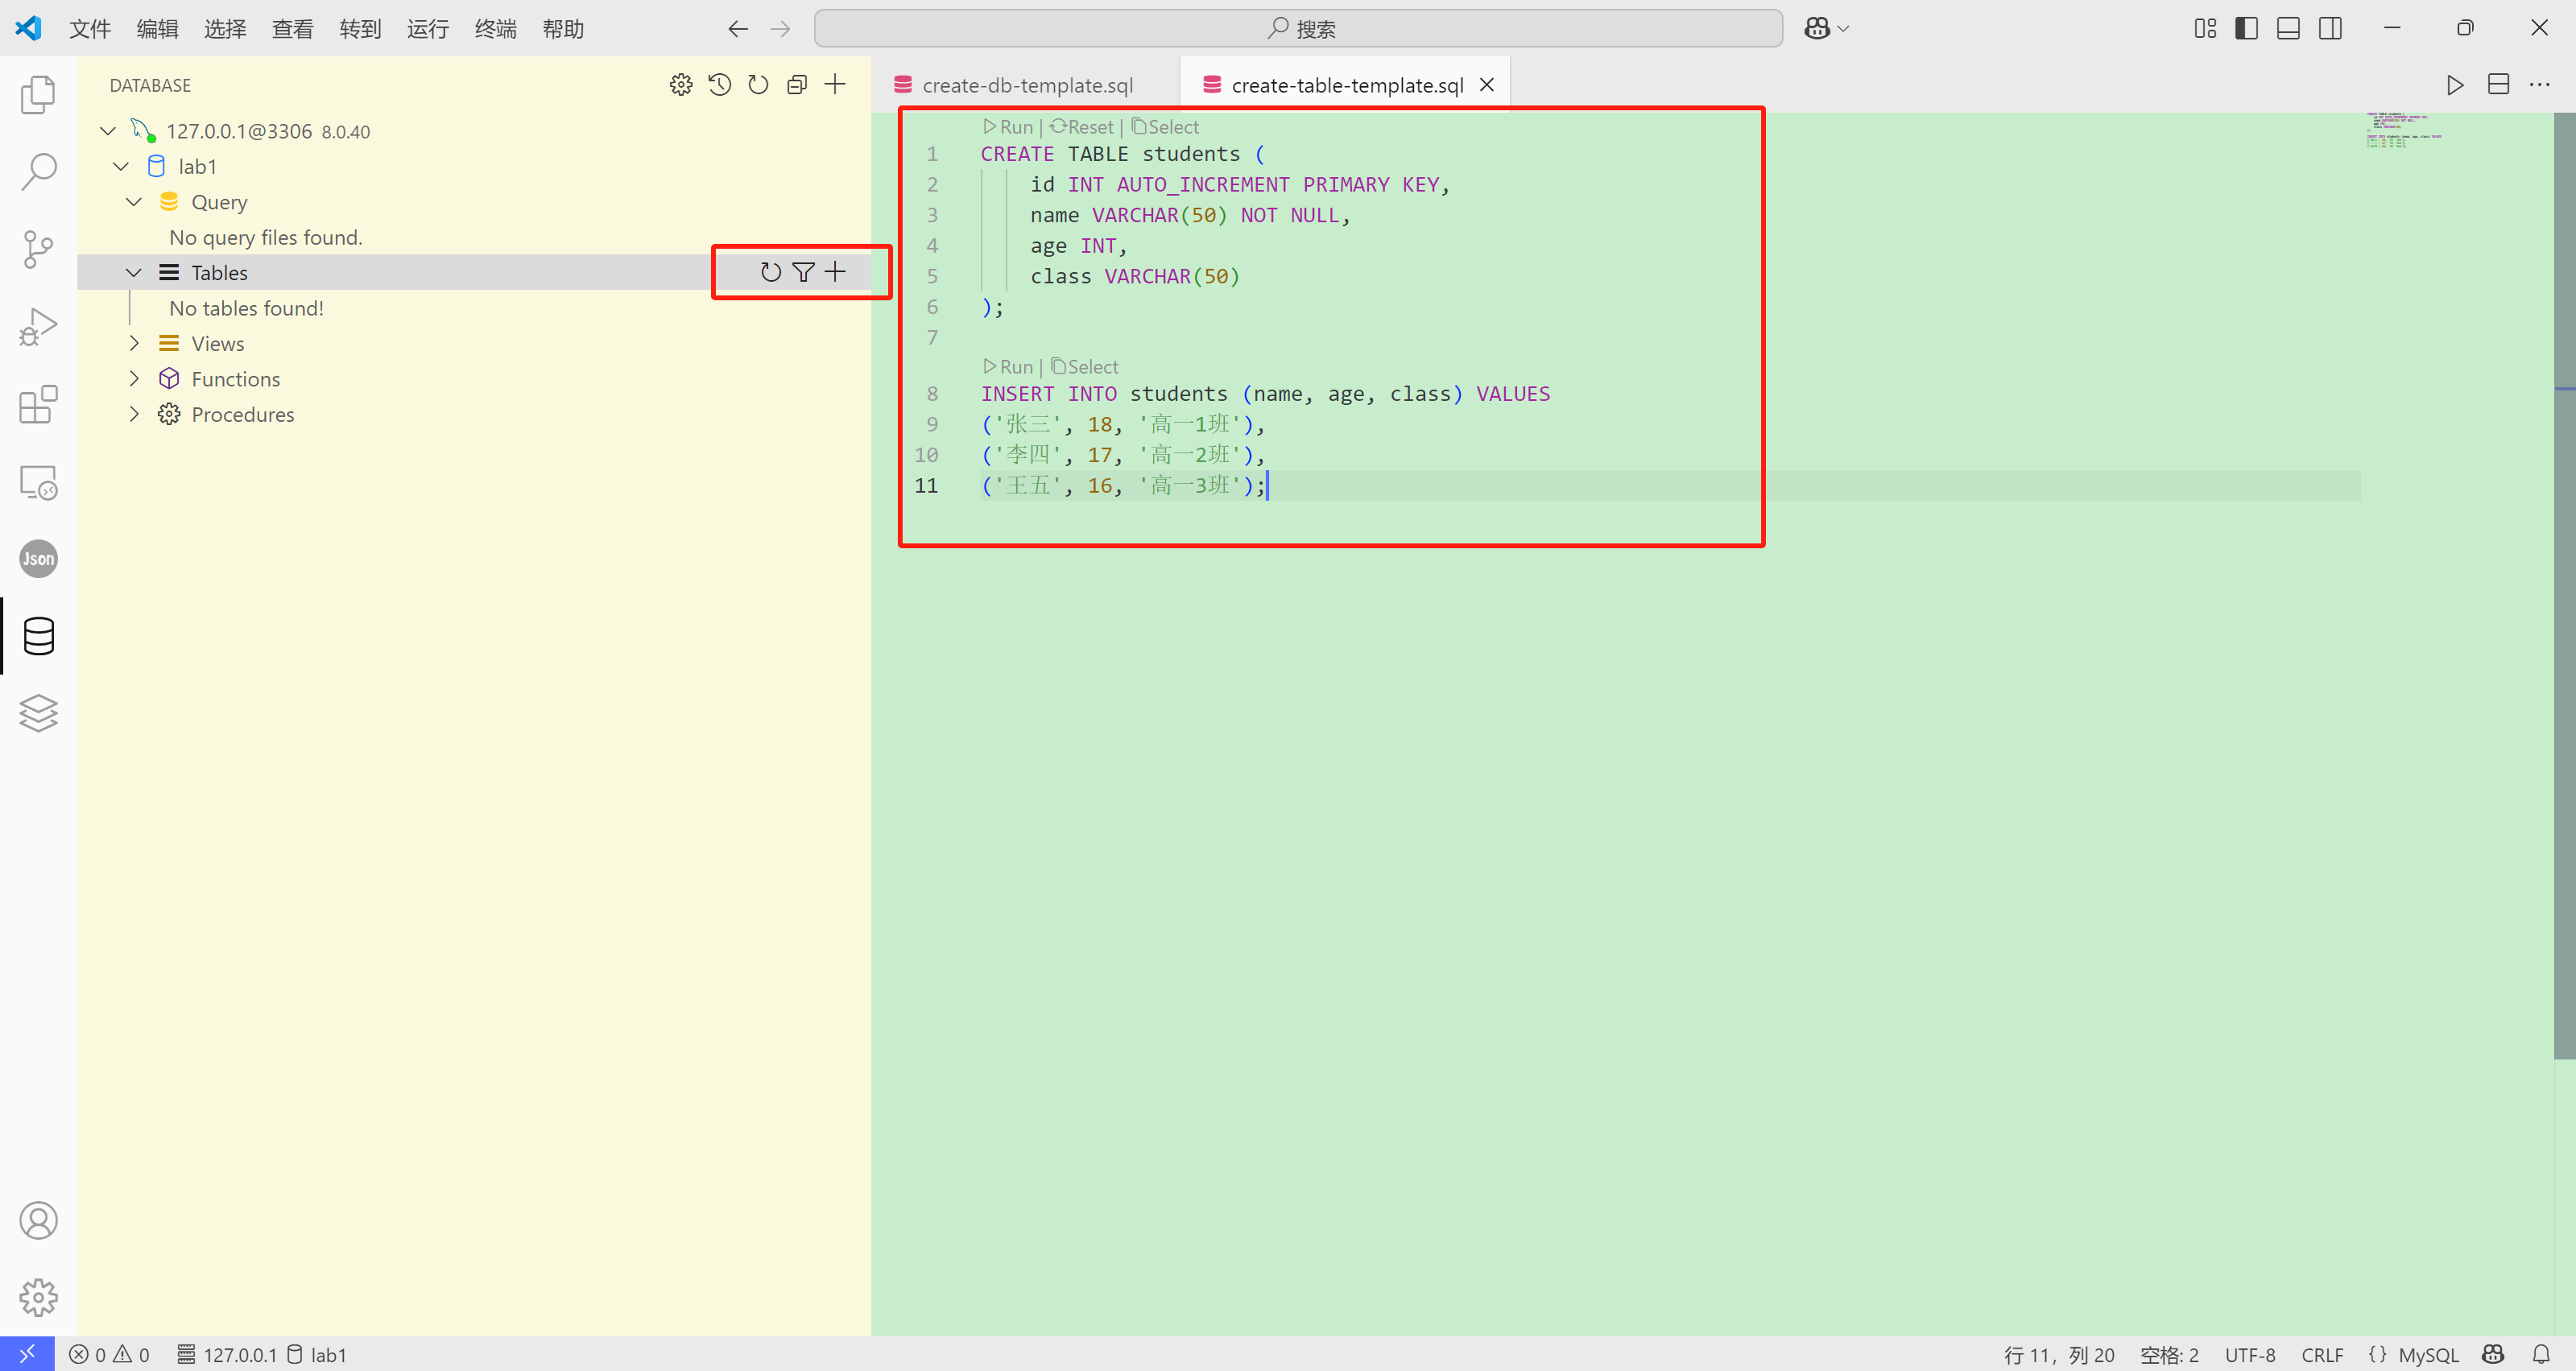 文件 编辑 选择 查看 转到 运行 终端 帮助 搜索
DATABASE
127.0.0.1@3306 8.0.40
lab1
Query
No query files found.
Tables
No tables found!
Views
Functions
Procedures
Json
create-db-template.sql create-table-template.sql
Run | Reset | Select
1 CREATE TABLE students (
2 id INT AUTO_INCREMENT PRIMARY KEY,
3 name VARCHAR(50) NOT NULL,
4 age INT,
5 class VARCHAR(50)
6 );
7
Run | Select
8 INSERT INTO students (name, age, class) VALUES
9 ('张三', 18, '高一1班'),
10 ('李四', 17, '高一2班'),
11 ('王五', 16, '高一3班');
0 0 127.0.0.1 lab1 行 11，列 20 空格: 2 UTF-8 CRLF {} MySQL